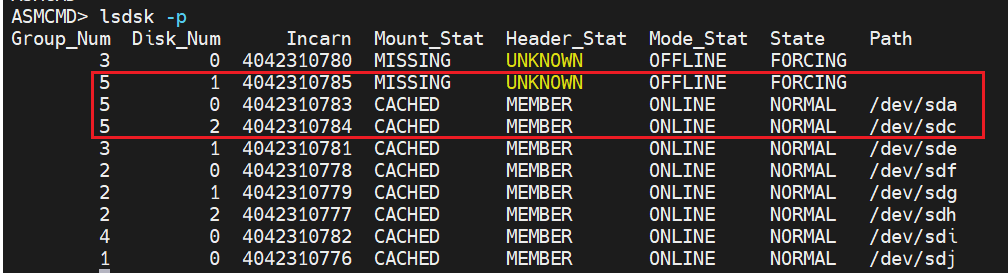 ASMCMD> lsdsk -p
Group_Num  Disk_Num      Incarn  Mount_Stat  Header_Stat  Mode_Stat  State    Path
        3         0  4042310780  MISSING     UNKNOWN      OFFLINE    FORCING
        5         1  4042310785  MISSING     UNKNOWN      OFFLINE    FORCING
        5         0  4042310783  CACHED      MEMBER       ONLINE     NORMAL   /dev/sda
        5         2  4042310784  CACHED      MEMBER       ONLINE     NORMAL   /dev/sdc
        3         1  4042310781  CACHED      MEMBER       ONLINE     NORMAL   /dev/sde
        2         0  4042310778  CACHED      MEMBER       ONLINE     NORMAL   /dev/sdf
        2         1  4042310779  CACHED      MEMBER       ONLINE     NORMAL   /dev/sdg
        2         2  4042310777  CACHED      MEMBER       ONLINE     NORMAL   /dev/sdh
        4         0  4042310782  CACHED      MEMBER       ONLINE     NORMAL   /dev/sdi
        1         0  4042310776  CACHED      MEMBER       ONLINE     NORMAL   /dev/sdj